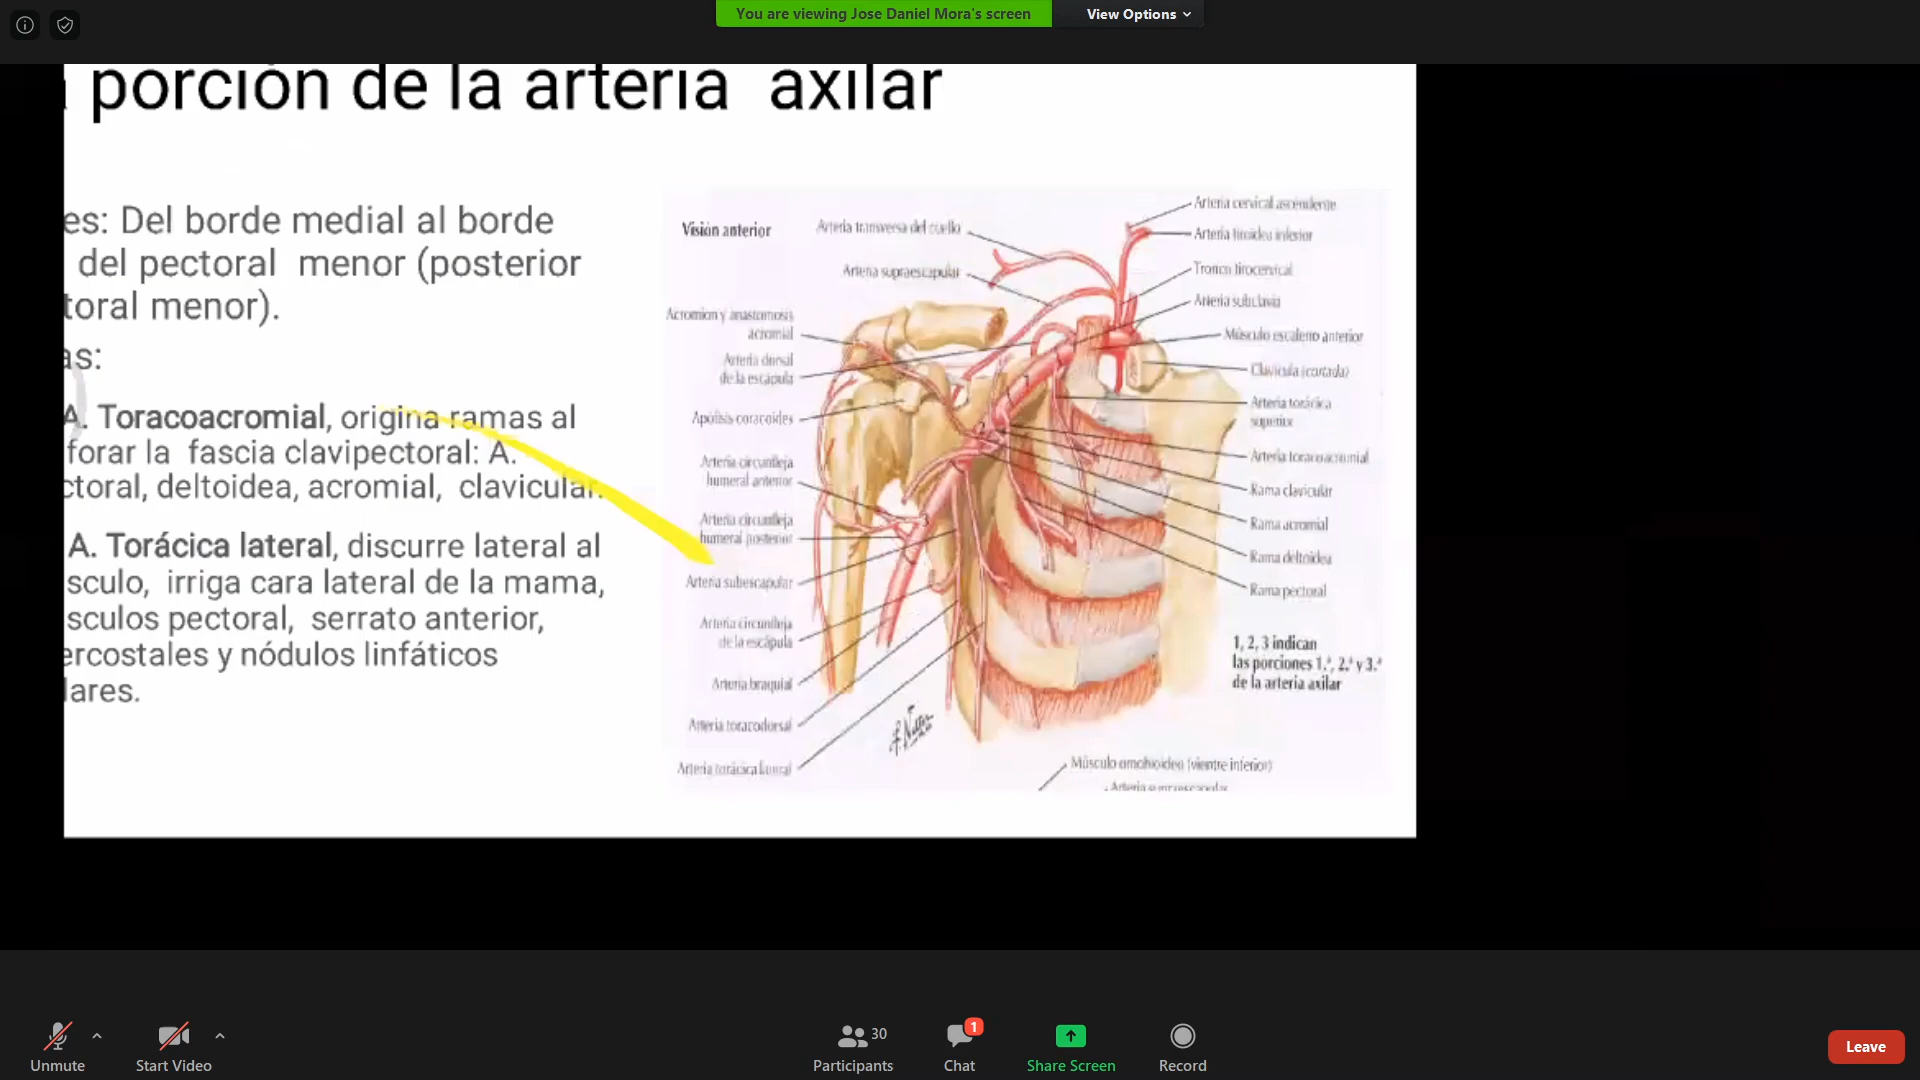 You are viewing Jose Daniel Mora's screen
View Options
porción de la arteria axilar
es: Del borde medial al borde
del pectoral menor (posterior
toral menor).
as:
A. Toracoacromial, origina ramas al
forar la fascia clavipectoral: A.
ctoral, deltoidea, acromial, clavicular.
A. Torácica lateral, discurre lateral al
sculo, irriga cara lateral de la mama,
sculos pectoral, serrato anterior,
ercostales y nódulos linfáticos
lares.
Visión anterior
Arteria transversa del cuello
Arteria supraescapular
Acromion y anastomosis
acromial
Arteria dorsal
de la escápula
Apófisis coracoides
Arteria circunfleja
humeral anterior
Arteria circunfleja
humeral posterior
Arteria subescapular
Arteria circunfleja
de la escápula
Arteria braquial
Arteria toracodorsal
Arteria torácica lateral
Arteria cervical ascendente
Arteria tiroidea inferior
Tronco tirocervical
Arteria subclavia
Músculo escaleno anterior
Clavícula (cortada)
Arteria torácica
superior
Arteria toracoacromial
Rama clavicular
Rama acromial
Rama deltoidea
Rama pectoral
1, 2, 3 indican
las porciones 1.ª, 2.ª y 3.ª
de la arteria axilar
F. Netter
Músculo omohioideo (vientre inferior)
Arteria supraescapular
Unmute
Start Video
30
Participants
1
Chat
Share Screen
Record
Leave